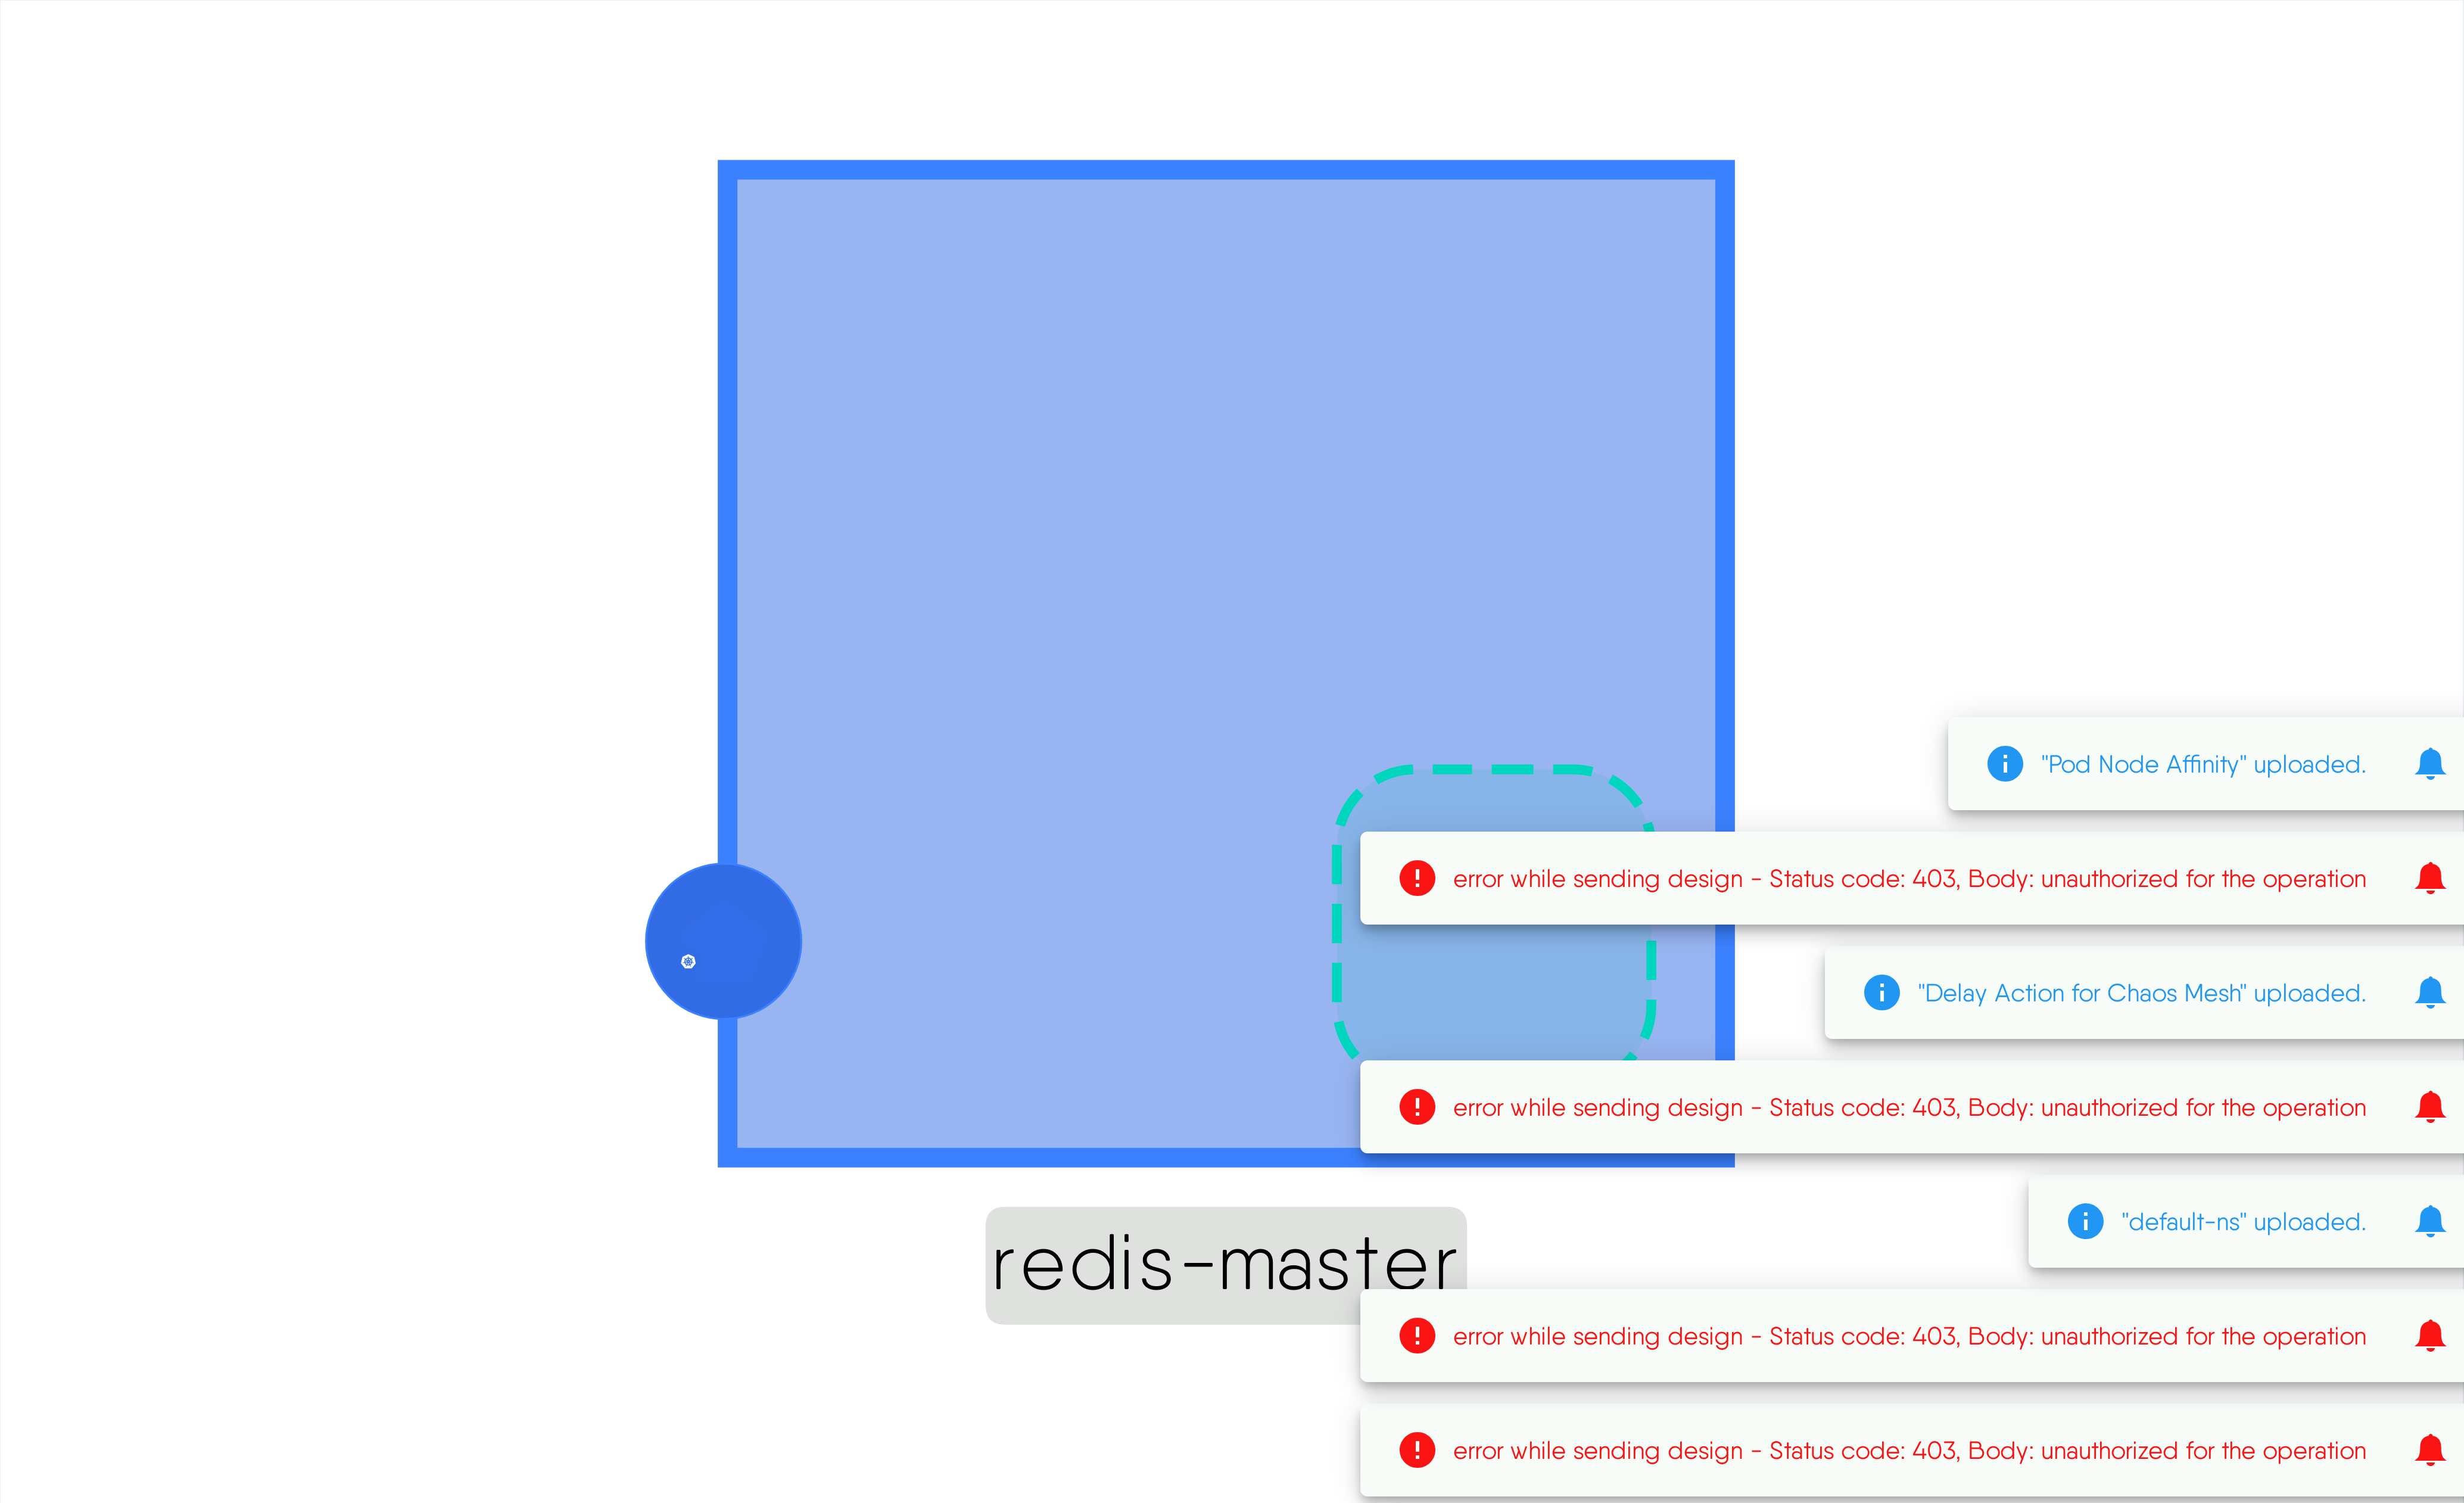 "Pod Node Affinity" uploaded.
error while sending design - Status code: 403, Body: unauthorized for the operation
"Delay Action for Chaos Mesh" uploaded.
error while sending design - Status code: 403, Body: unauthorized for the operation
"default-ns" uploaded.
redis-master
error while sending design - Status code: 403, Body: unauthorized for the operation
error while sending design - Status code: 403, Body: unauthorized for the operation